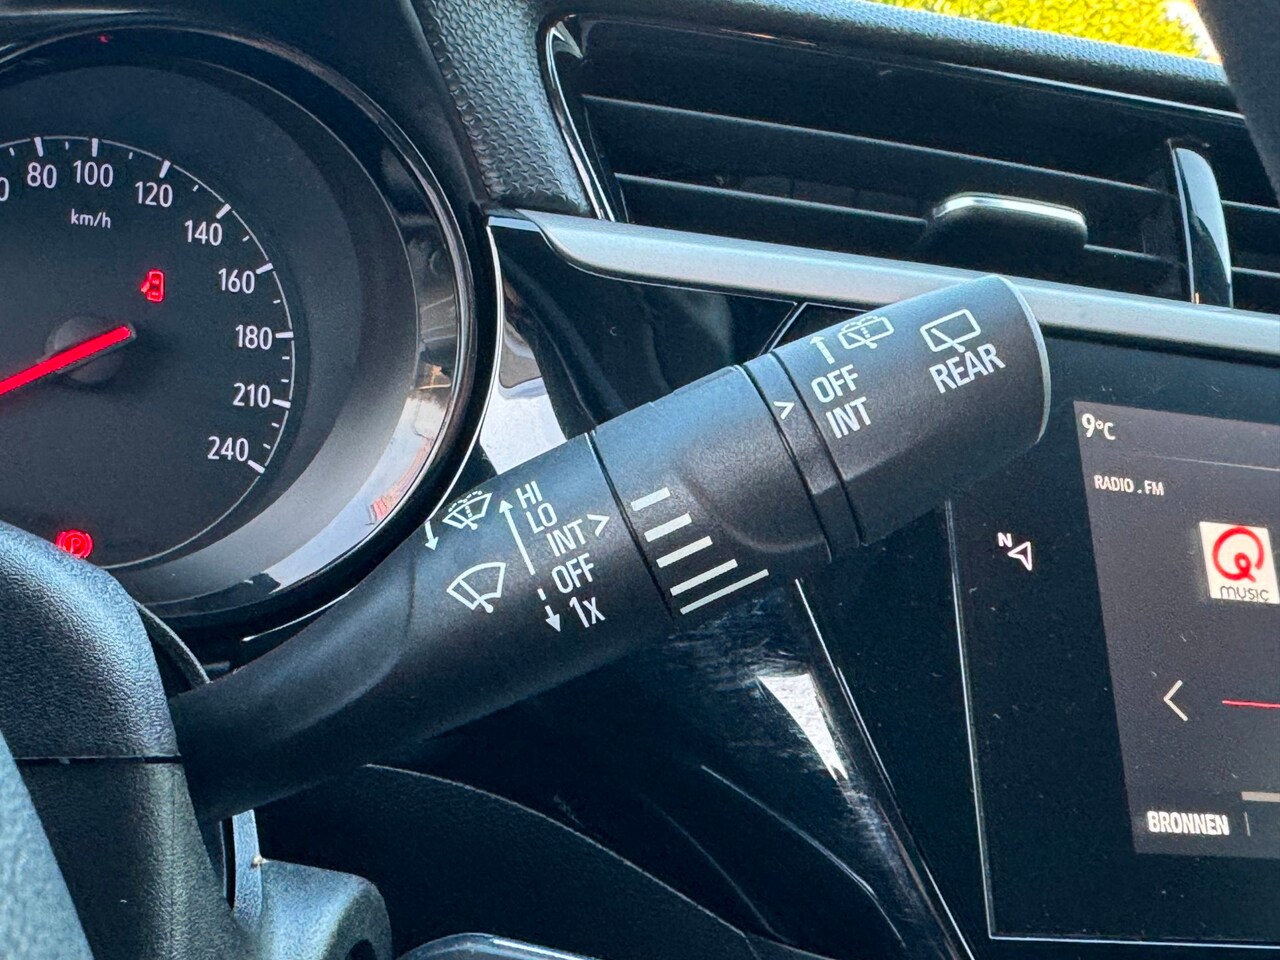 80
100
120
km/h
140
160
180
210
240
P
HI
LO
INT >
OFF
1x
>
OFF
INT
REAR
9°C
RADIO . FM
N
Q
music
BRONNEN